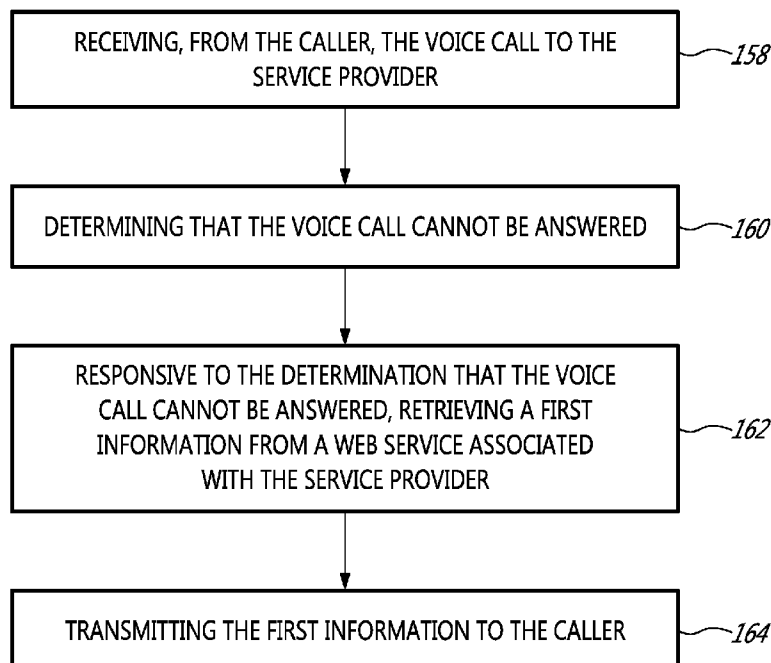 RECEIVING, FROM THE CALLER, THE VOICE CALL TO THE
SERVICE PROVIDER
158
DETERMINING THAT THE VOICE CALL CANNOT BE ANSWERED
160
RESPONSIVE TO THE DETERMINATION THAT THE VOICE
CALL CANNOT BE ANSWERED, RETRIEVING A FIRST
INFORMATION FROM A WEB SERVICE ASSOCIATED
WITH THE SERVICE PROVIDER
162
TRANSMITTING THE FIRST INFORMATION TO THE CALLER
164